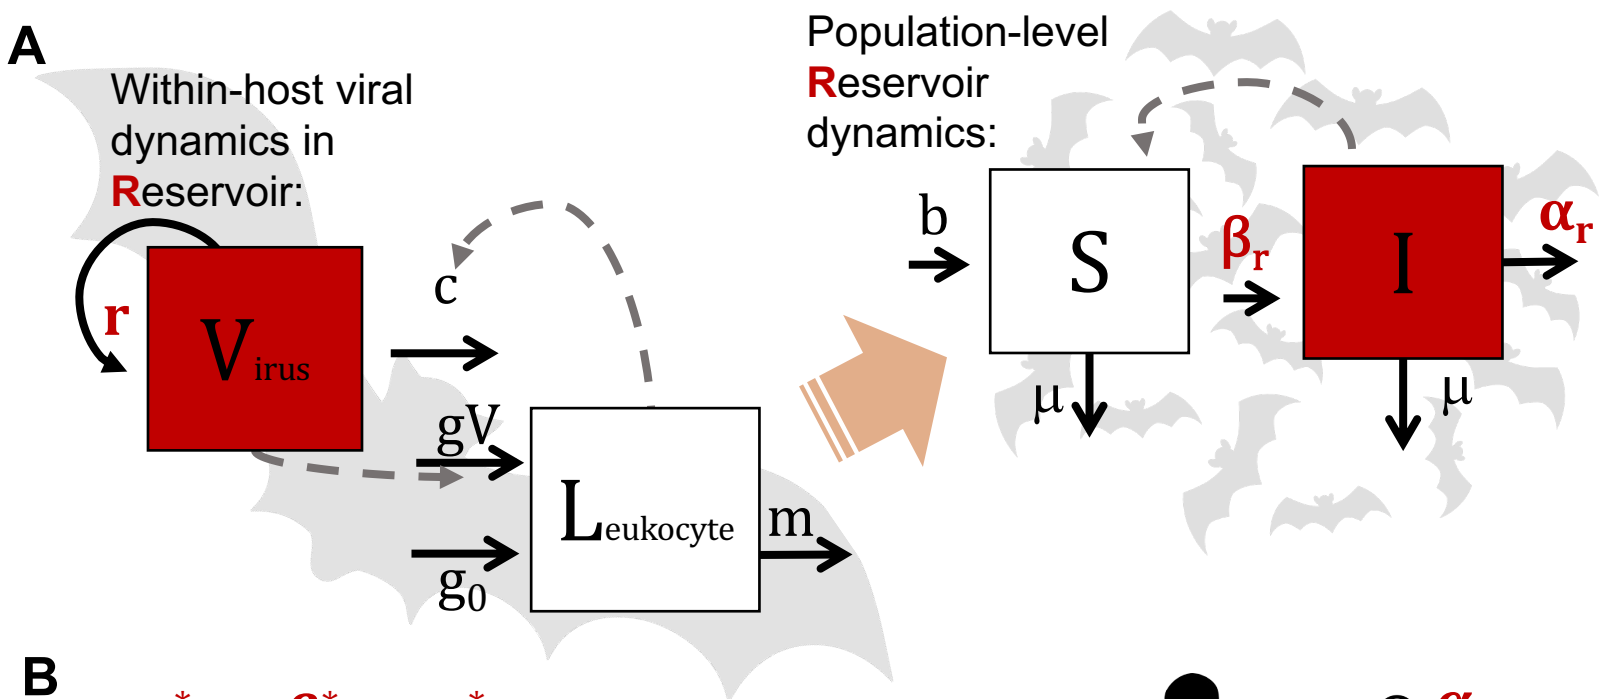 A
Within-host viral
dynamics in
Reservoir:
r
Virus
c
gV
g0
Leukocyte
m
Population-level
Reservoir
dynamics:
b
S
βr
I
αr
μ
μ
B
* * *